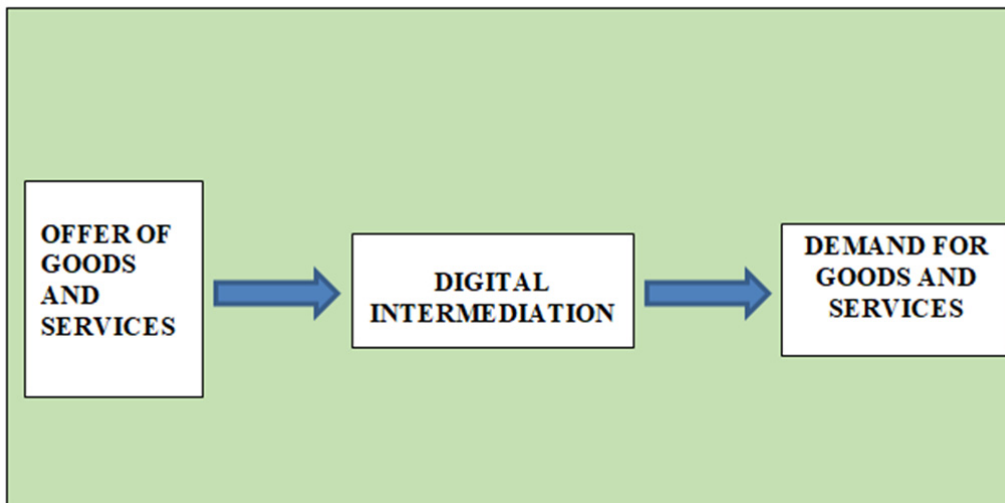 OFFER OF
GOODS
AND
SERVICES
DIGITAL
INTERMEDIATION
DEMAND FOR
GOODS AND
SERVICES